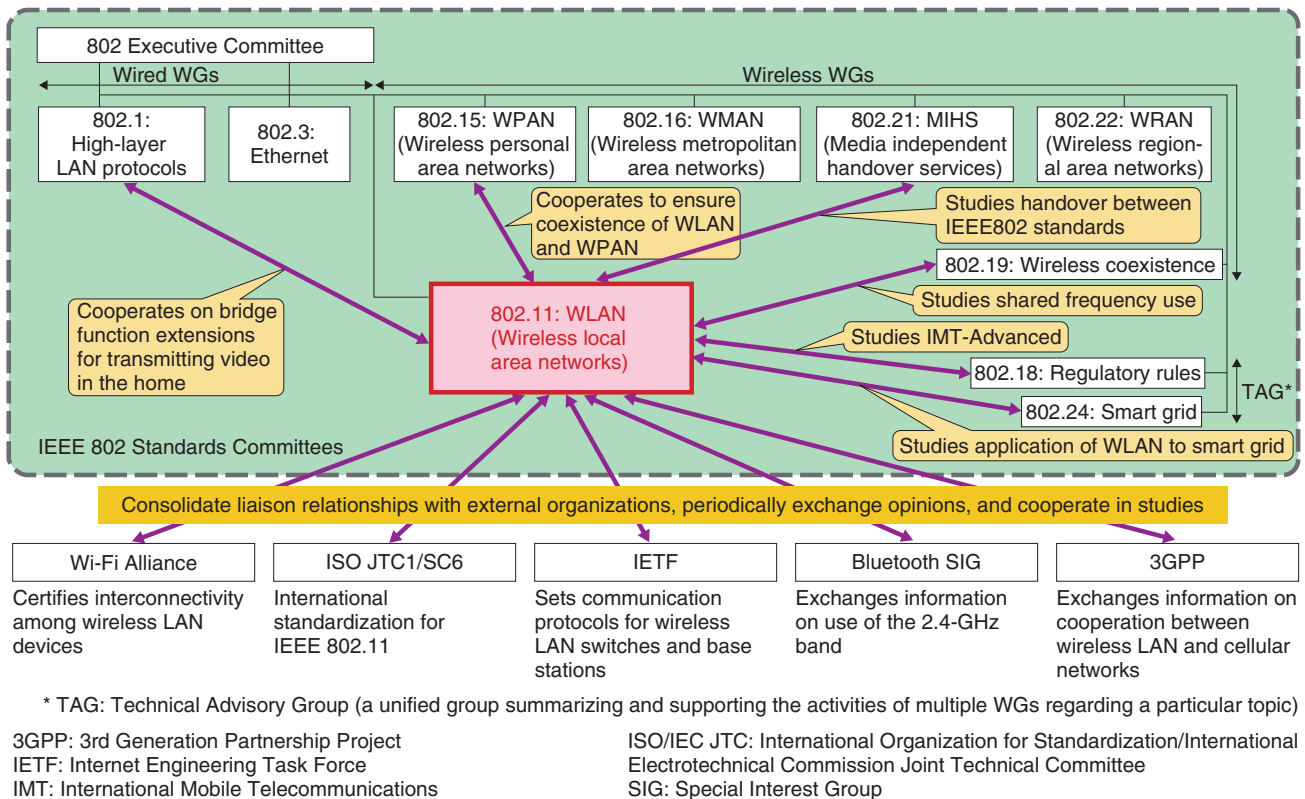 802 Executive Committee
Wired WGs
Wireless WGs
802.1:
High-layer
LAN protocols
802.3:
Ethernet
802.15: WPAN
(Wireless personal
area networks)
802.16: WMAN
(Wireless metropolitan
area networks)
802.21: MIHS
(Media independent
handover services)
802.22: WRAN
(Wireless region-
al area networks)
Cooperates to ensure
coexistence of WLAN
and WPAN
Studies handover between
IEEE802 standards
802.19: Wireless coexistence
Cooperates on bridge
function extensions
for transmitting video
in the home
802.11: WLAN
(Wireless local
area networks)
Studies shared frequency use
Studies IMT-Advanced
802.18: Regulatory rules
TAG*
802.24: Smart grid
IEEE 802 Standards Committees
Studies application of WLAN to smart grid
Consolidate liaison relationships with external organizations, periodically exchange opinions, and cooperate in studies
Wi-Fi Alliance
Certifies interconnectivity
among wireless LAN
devices
ISO JTC1/SC6
International
standardization for
IEEE 802.11
IETF
Sets communication
protocols for wireless
LAN switches and base
stations
Bluetooth SIG
Exchanges information
on use of the 2.4-GHz
band
3GPP
Exchanges information on
cooperation between
wireless LAN and cellular
networks
* TAG: Technical Advisory Group (a unified group summarizing and supporting the activities of multiple WGs regarding a particular topic)
3GPP: 3rd Generation Partnership Project
IETF: Internet Engineering Task Force
IMT: International Mobile Telecommunications
ISO/IEC JTC: International Organization for Standardization/International
Electrotechnical Commission Joint Technical Committee
SIG: Special Interest Group